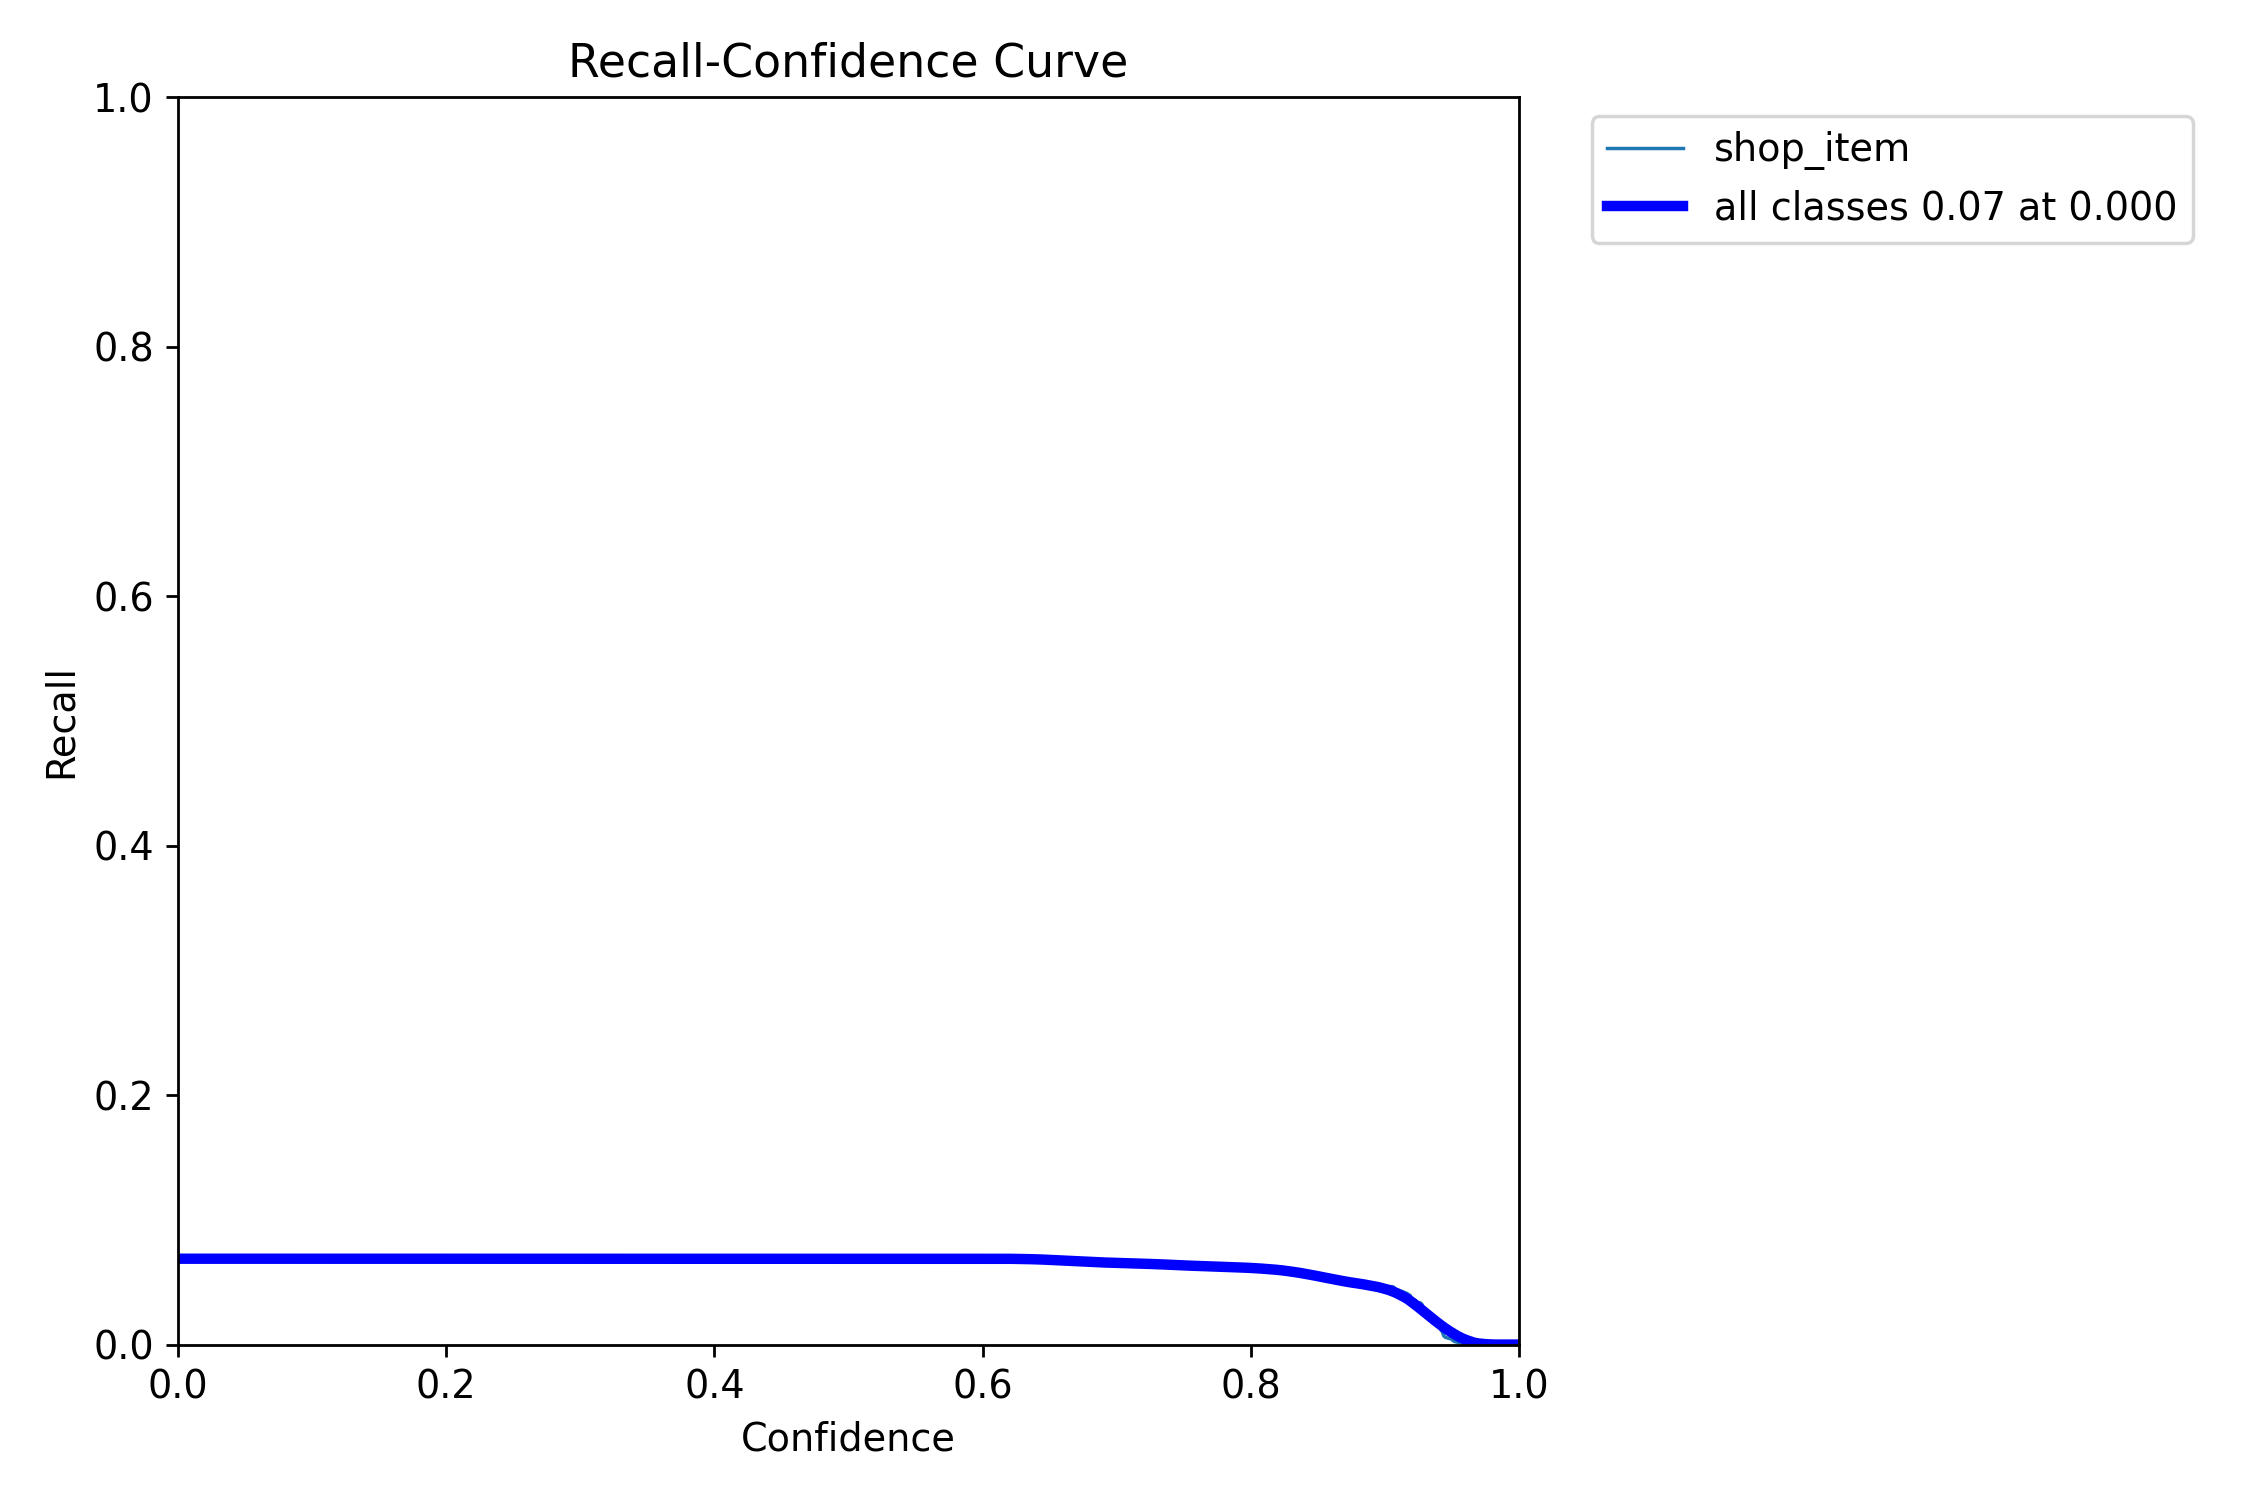 Recall-Confidence Curve
1.0
0.8
0.6
0.4
0.2
0.0
Recall
0.0 0.2 0.4 0.6 0.8 1.0
Confidence
shop_item
all classes 0.07 at 0.000